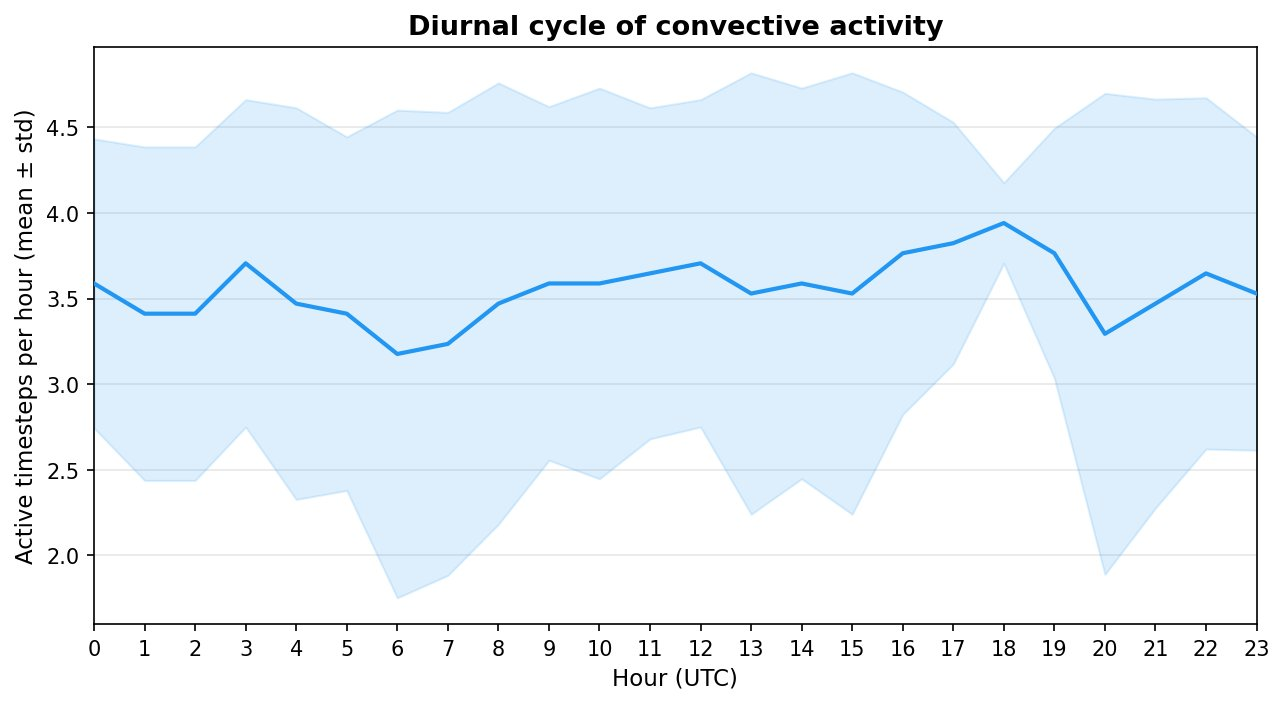 Diurnal cycle of convective activity
Active timesteps per hour (mean ± std)
4.5
4.0
3.5
3.0
2.5
2.0
0 1 2 3 4 5 6 7 8 9 10 11 12 13 14 15 16 17 18 19 20 21 22 23
Hour (UTC)